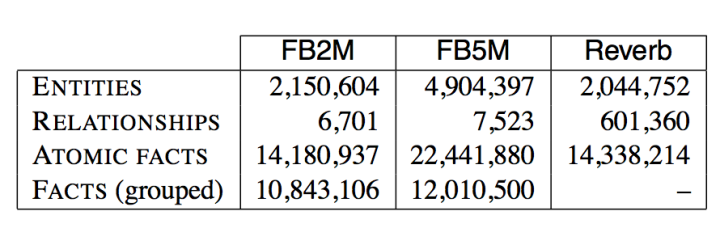 FB2M FB5M Reverb
ENTITIES 2,150,604 4,904,397 2,044,752
RELATIONSHIPS 6,701 7,523 601,360
ATOMIC FACTS 14,180,937 22,441,880 14,338,214
FACTS (grouped) 10,843,106 12,010,500 –